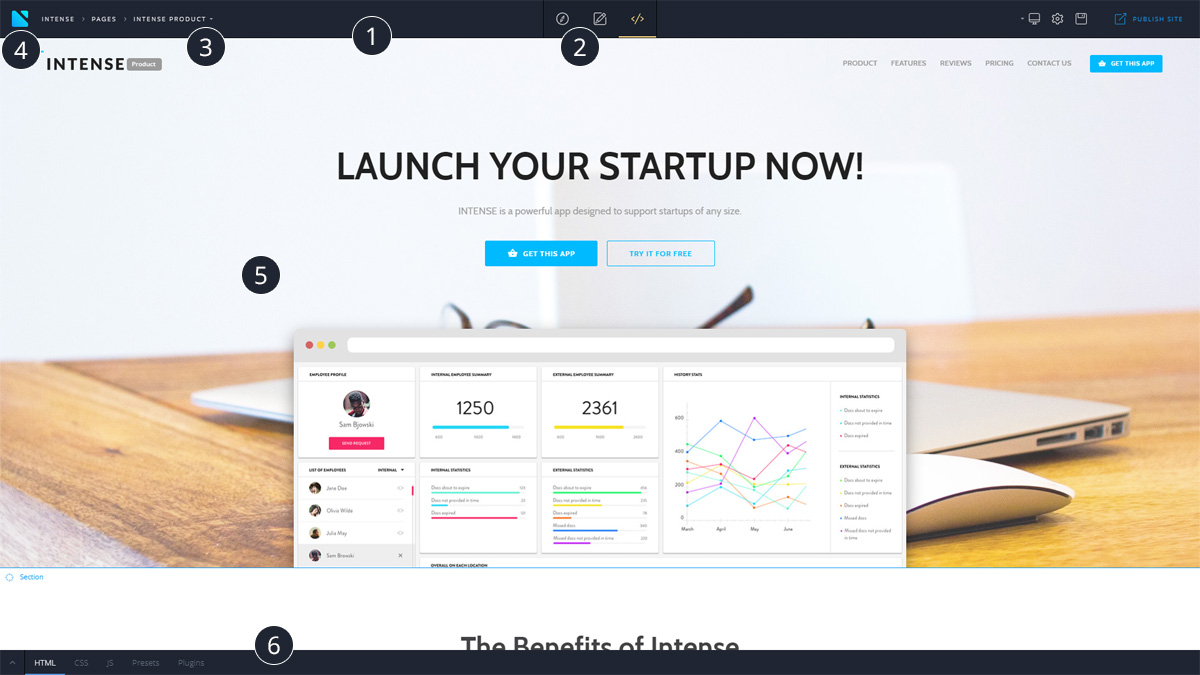 INTENSE > PAGES > INTENSE PRODUCT
PUBLISH SITE
1
2
3
4
INTENSE Product
PRODUCT FEATURES REVIEWS PRICING CONTACT US GET THIS APP
LAUNCH YOUR STARTUP NOW!
INTENSE is a powerful app designed to support startups of any size.
GET THIS APP TRY IT FOR FREE
5
EMPLOYEE PROFILE
Sam Bjowski
SEND REQUEST
LIST OF EMPLOYEES INTERNAL
Jane Doe
Olivia Wilde
Julia May
Sam Browski
INTERNAL EMPLOYEE SUMMARY
1250
EXTERNAL EMPLOYEE SUMMARY
2361
INTERNAL STATISTICS
Docs about to expire
Docs not provided in time
Docs expired
EXTERNAL STATISTICS
Docs about to expire
Docs not provided in time
Docs expired
Mixed docs
Mixed docs not provided in time
OVERALL ON EACH LOCATION
HISTORY STATS
600
400
200
0
March April May June
INTERNAL STATISTICS
Docs about to expire
Docs not provided in time
Docs expired
EXTERNAL STATISTICS
Docs about to expire
Docs not provided in time
Docs expired
Mixed docs
Mixed docs not provided
in time
Section
The Benefits of Intense
6
HTML CSS JS Presets Plugins